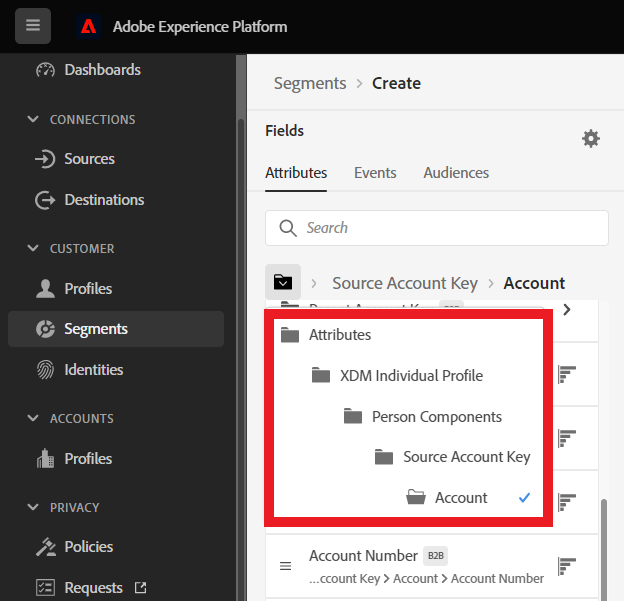 Adobe Experience Platform
Dashboards
CONNECTIONS
Sources
Destinations
CUSTOMER
Profiles
Segments
Identities
ACCOUNTS
Profiles
PRIVACY
Policies
Requests
Segments > Create
Fields
Attributes Events Audiences
Search
> Source Account Key > Account
Attributes
XDM Individual Profile
Person Components
Source Account Key
Account
Account Number B2B
...ccount Key > Account > Account Number